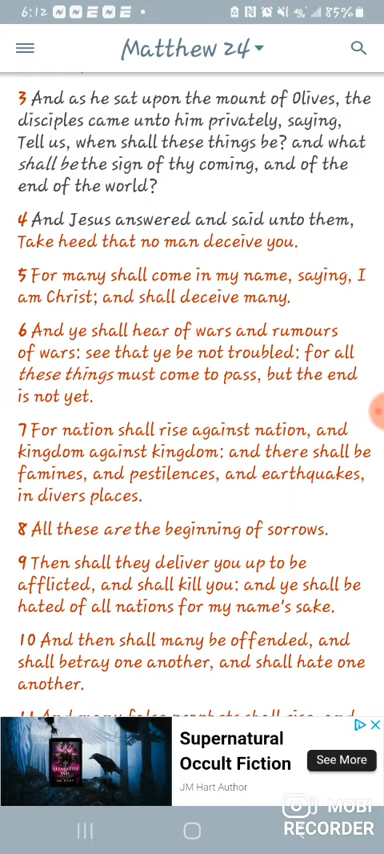 6:12
85%
Matthew 24
3 And as he sat upon the mount of Olives, the
disciples came unto him privately, saying,
Tell us, when shall these things be? and what
shall be the sign of thy coming, and of the
end of the world?
4 And Jesus answered and said unto them,
Take heed that no man deceive you.
5 For many shall come in my name, saying, I
am Christ; and shall deceive many.
6 And ye shall hear of wars and rumours
of wars: see that ye be not troubled: for all
these things must come to pass, but the end
is not yet.
7 For nation shall rise against nation, and
kingdom against kingdom: and there shall be
famines, and pestilences, and earthquakes,
in divers places.
8 All these are the beginning of sorrows.
9 Then shall they deliver you up to be
afflicted, and shall kill you: and ye shall be
hated of all nations for my name's sake.
10 And then shall many be offended, and
shall betray one another, and shall hate one
another.
11 And many false prophets shall rise, and
Supernatural
Occult Fiction
See More
JM Hart Author
MOBI
RECORDER